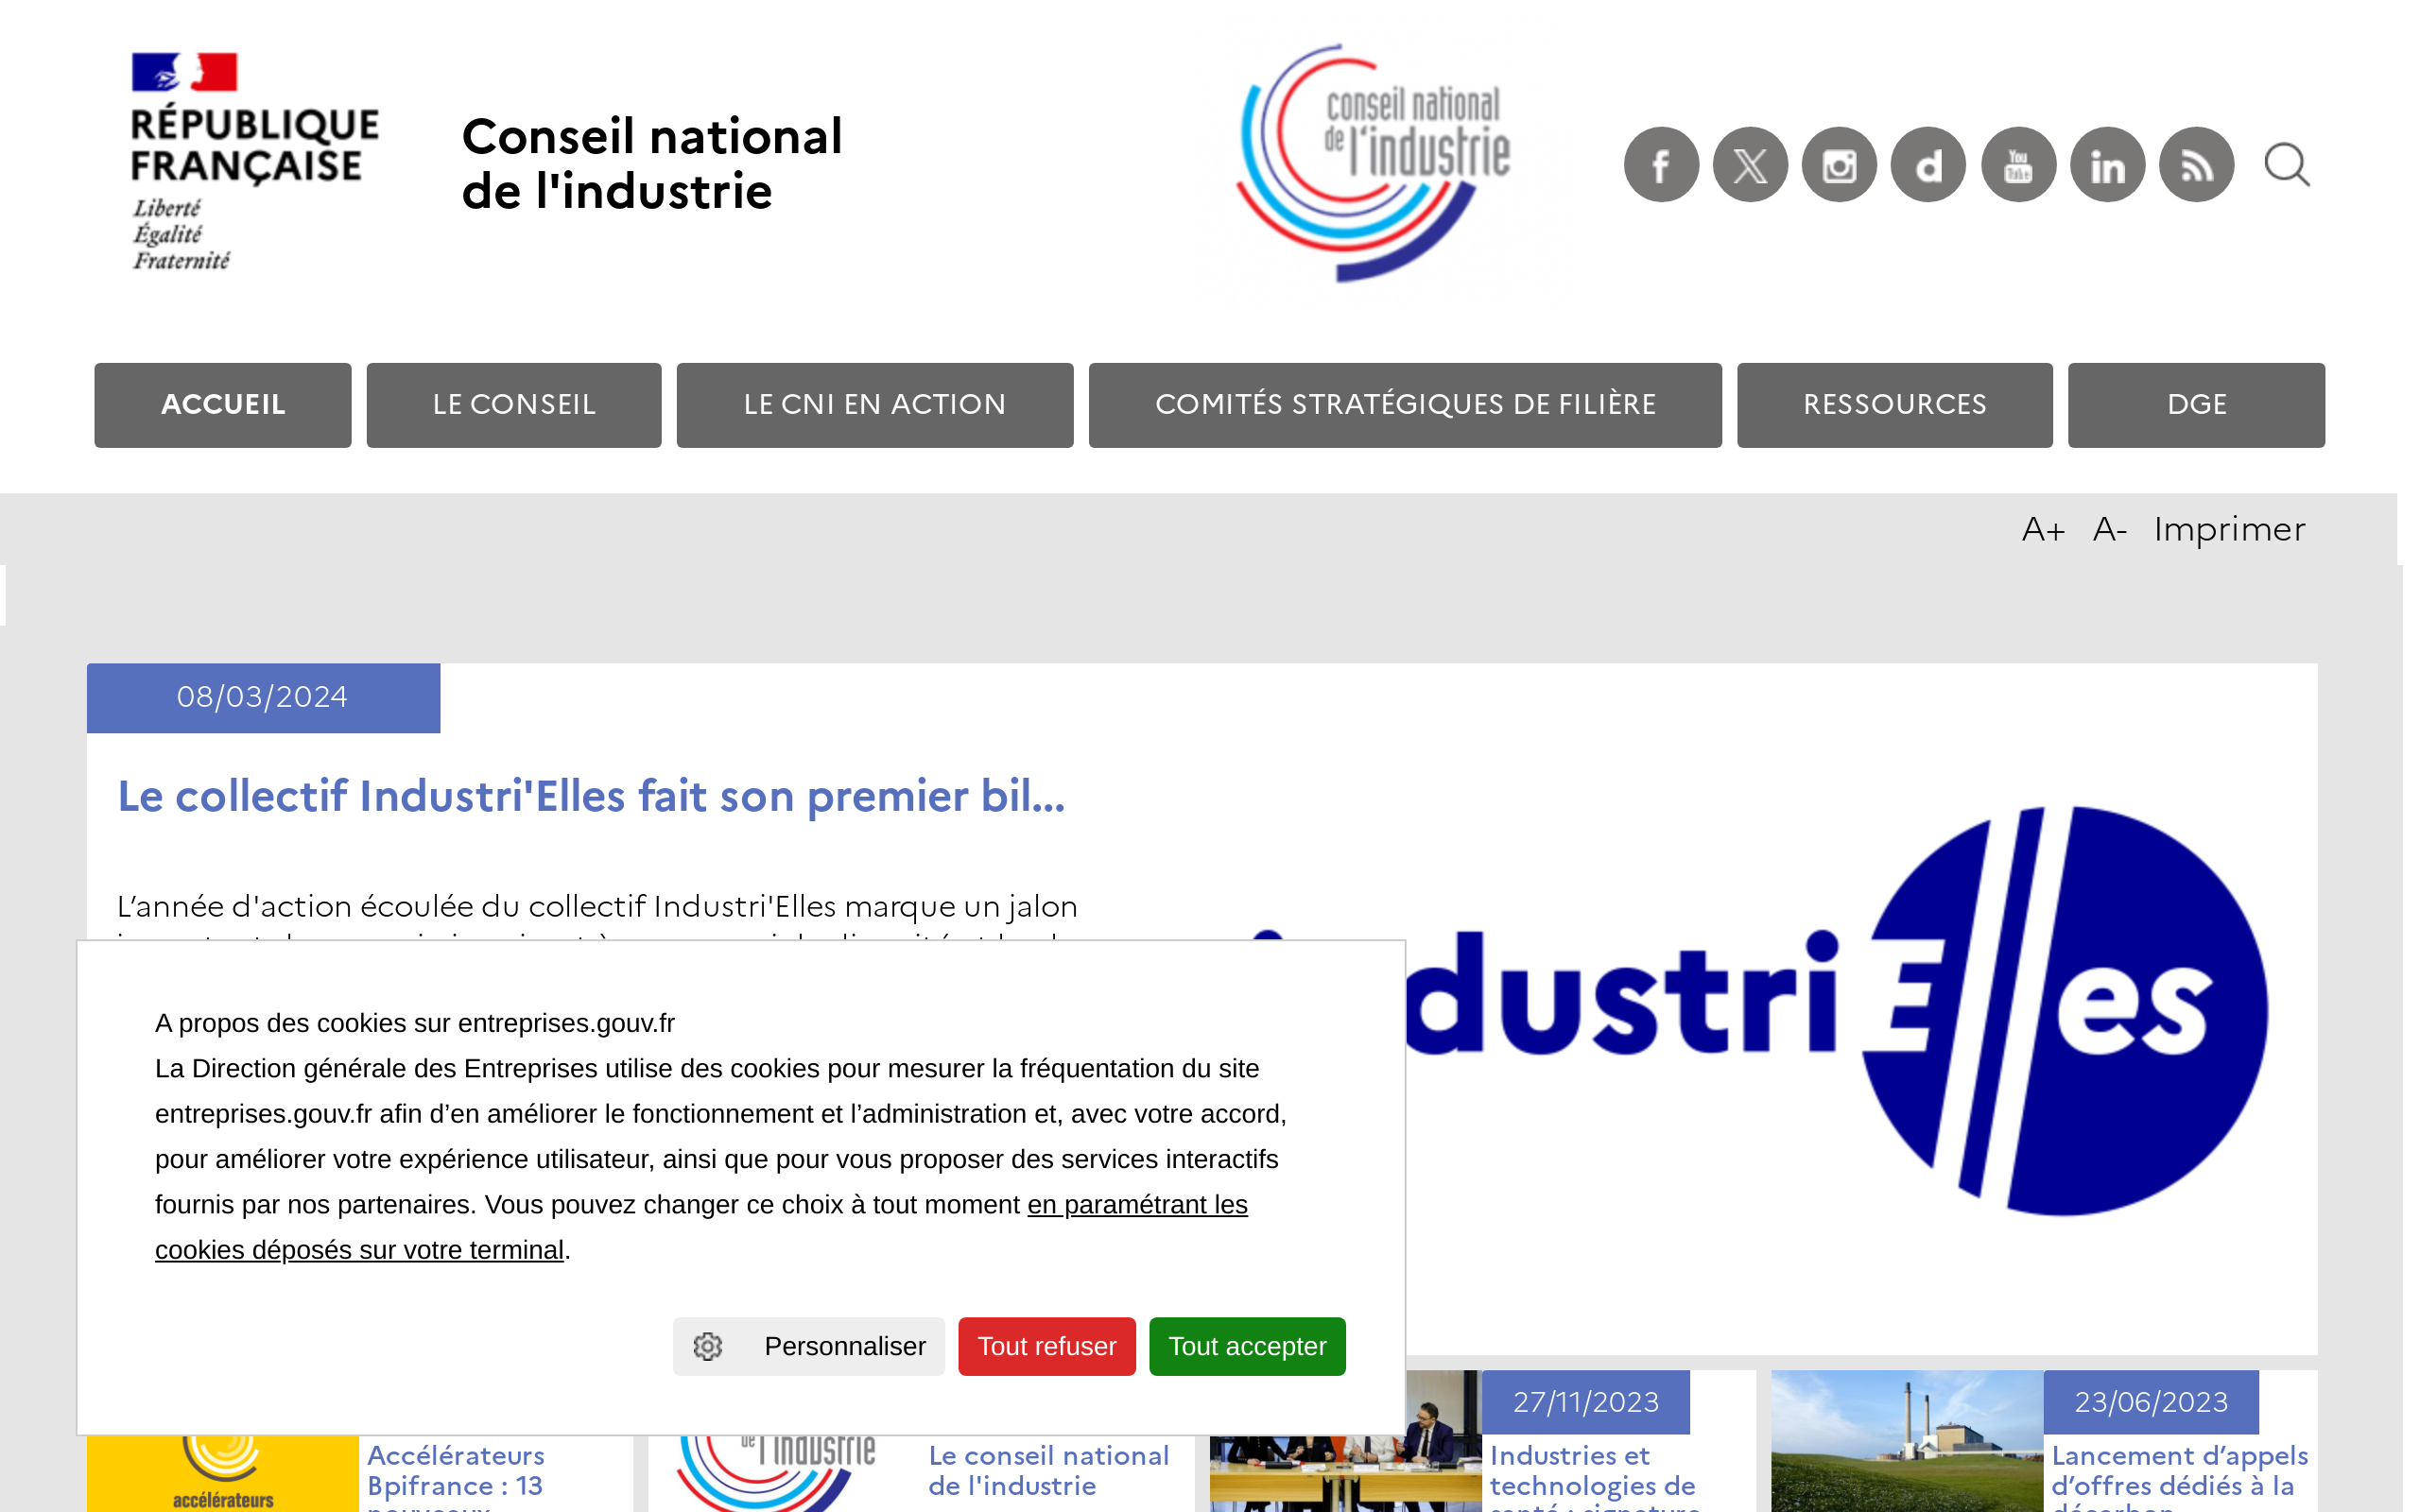 RÉPUBLIQUE
FRANÇAISE
Liberté
Égalité
Fraternité
Conseil national
de l'industrie
conseil national
de l'industrie
You
Tube
in
ACCUEIL
LE CONSEIL
LE CNI EN ACTION
COMITÉS STRATÉGIQUES DE FILIÈRE
RESSOURCES
DGE
A+ A- Imprimer
08/03/2024
Le collectif Industri'Elles fait son premier bil...
L’année d'action écoulée du collectif Industri'Elles marque un jalon
dustriElles
A propos des cookies sur entreprises.gouv.fr
La Direction générale des Entreprises utilise des cookies pour mesurer la fréquentation du site
entreprises.gouv.fr afin d’en améliorer le fonctionnement et l’administration et, avec votre accord,
pour améliorer votre expérience utilisateur, ainsi que pour vous proposer des services interactifs
fournis par nos partenaires. Vous pouvez changer ce choix à tout moment en paramétrant les
cookies déposés sur votre terminal.
Personnaliser
Tout refuser
Tout accepter
accélérateurs
Accélérateurs
Bpifrance : 13
de l'industrie
Le conseil national
de l'industrie
27/11/2023
Industries et
technologies de
santé : signature
23/06/2023
Lancement d’appels
d’offres dédiés à la